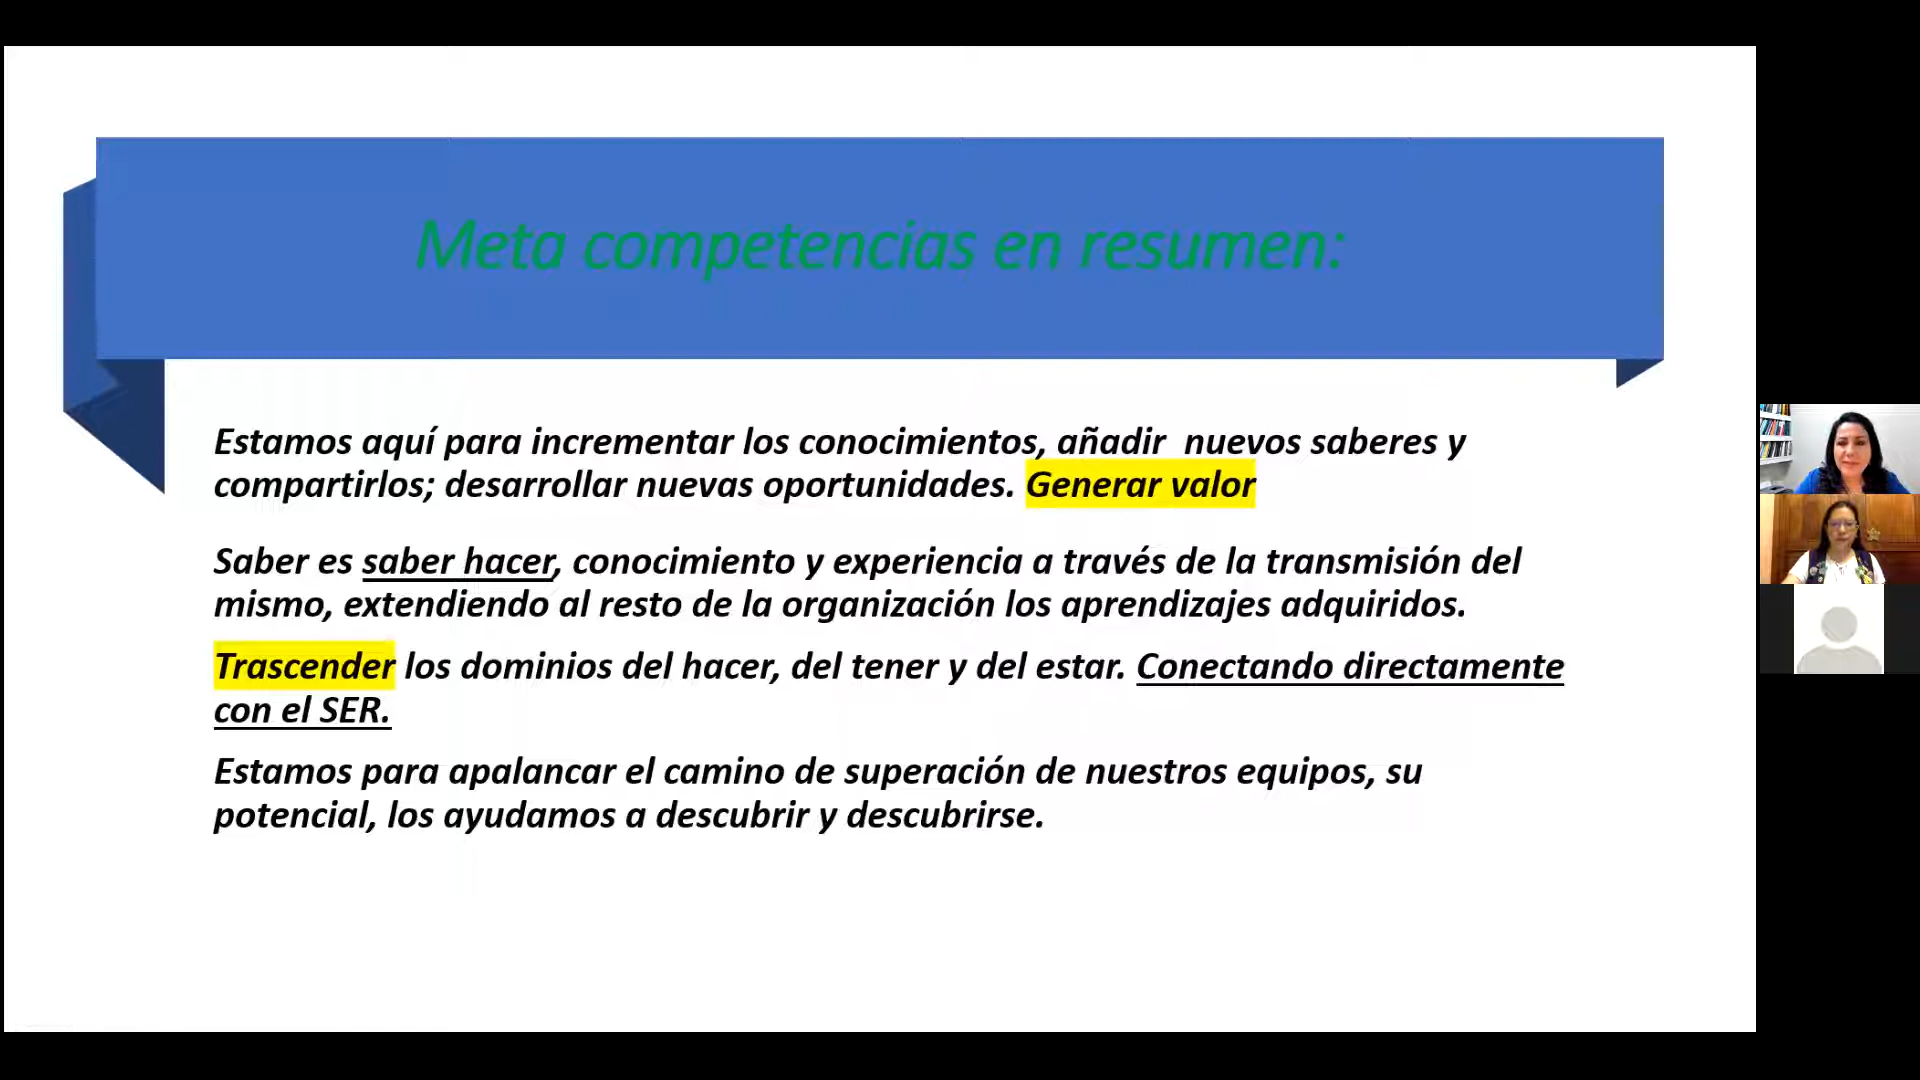 Meta competencias en resumen:
Estamos aquí para incrementar los conocimientos, añadir  nuevos saberes y
compartirlos; desarrollar nuevas oportunidades. Generar valor
Saber es saber hacer, conocimiento y experiencia a través de la transmisión del
mismo, extendiendo al resto de la organización los aprendizajes adquiridos.
Trascender los dominios del hacer, del tener y del estar. Conectando directamente
con el SER.
Estamos para apalancar el camino de superación de nuestros equipos, su
potencial, los ayudamos a descubrir y descubrirse.